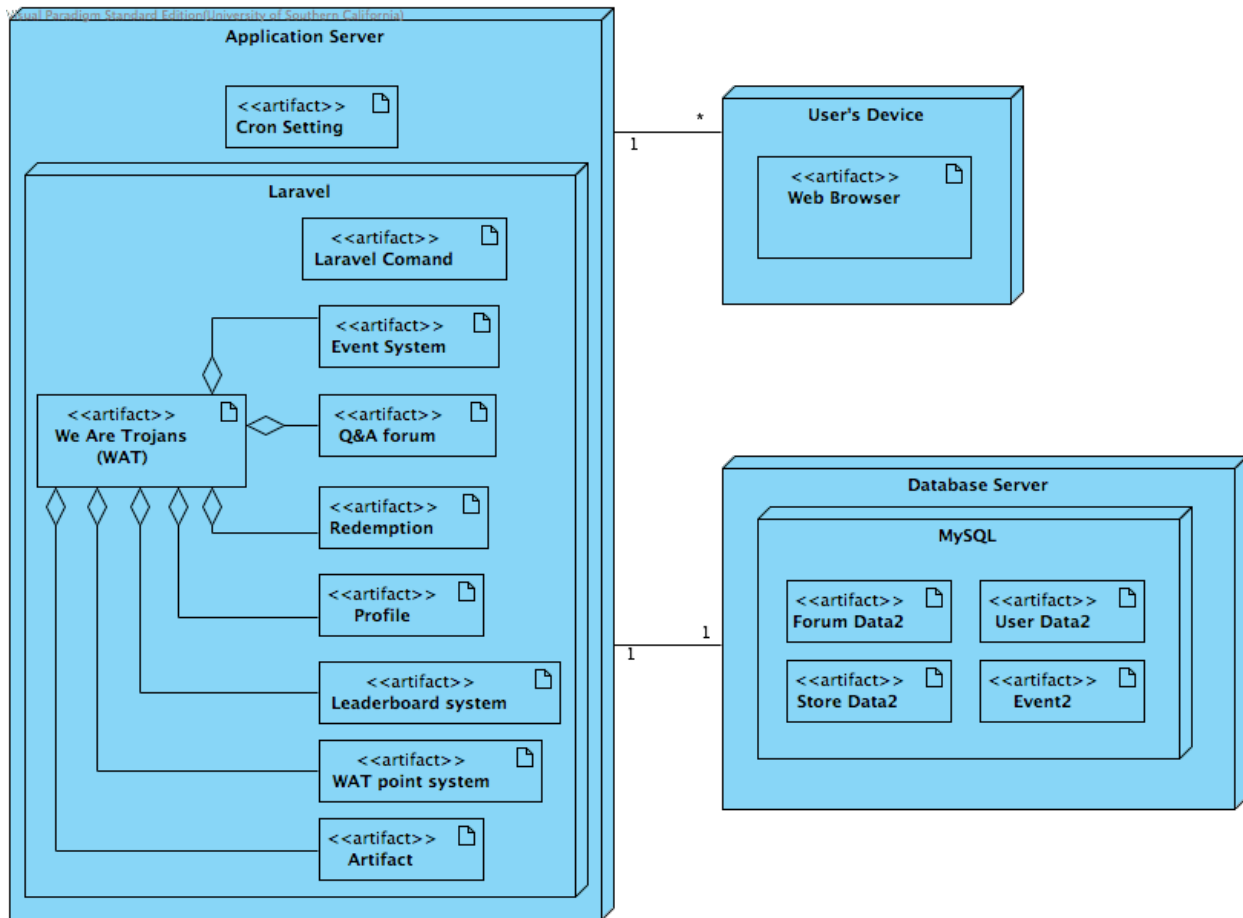 Visual Paradigm Standard Edition(University of Southern California)
Application Server
<<artifact>>
Cron Setting
Laravel
<<artifact>>
Laravel Comand
<<artifact>>
Event System
<<artifact>>
We Are Trojans
(WAT)
<<artifact>>
Q&A forum
<<artifact>>
Redemption
<<artifact>>
Profile
<<artifact>>
Leaderboard system
<<artifact>>
WAT point system
<<artifact>>
Artifact
*
1
User's Device
<<artifact>>
Web Browser
1
1
Database Server
MySQL
<<artifact>>
Forum Data2
<<artifact>>
User Data2
<<artifact>>
Store Data2
<<artifact>>
Event2